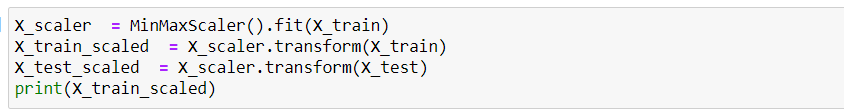 X_scaler  = MinMaxScaler().fit(X_train)
X_train_scaled  = X_scaler.transform(X_train)
X_test_scaled  = X_scaler.transform(X_test)
print(X_train_scaled)